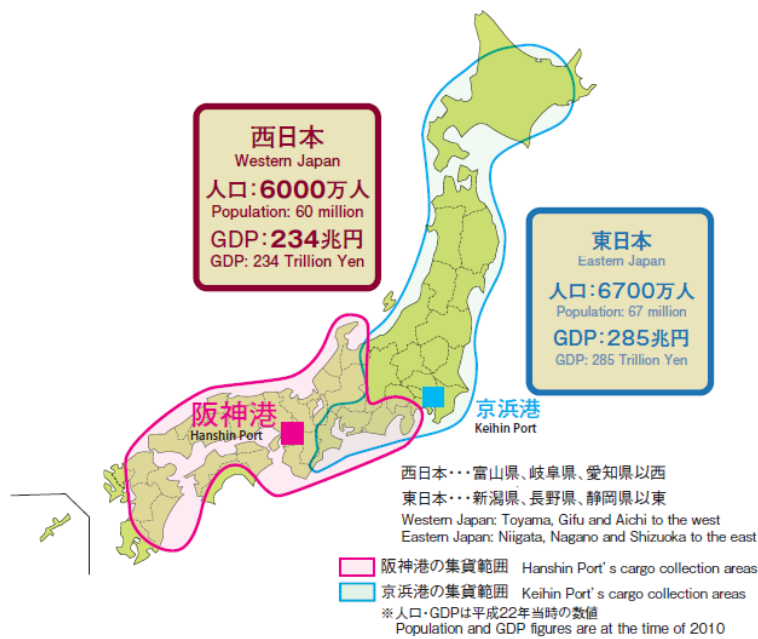 西日本
Western Japan
人口：6000万人
Population: 60 million
GDP：234兆円
GDP: 234 Trillion Yen
東日本
Eastern Japan
人口：6700万人
Population: 67 million
GDP：285兆円
GDP: 285 Trillion Yen
阪神港
Hanshin Port
京浜港
Keihin Port
西日本・・・富山県、岐阜県、愛知県以西
東日本・・・新潟県、長野県、静岡県以東
Western Japan: Toyama, Gifu and Aichi to the west
Eastern Japan: Niigata, Nagano and Shizuoka to the east
阪神港の集貨範囲 Hanshin Port's cargo collection areas
京浜港の集貨範囲 Keihin Port's cargo collection areas
※人口・GDPは平成22年当時の数値
Population and GDP figures are at the time of 2010